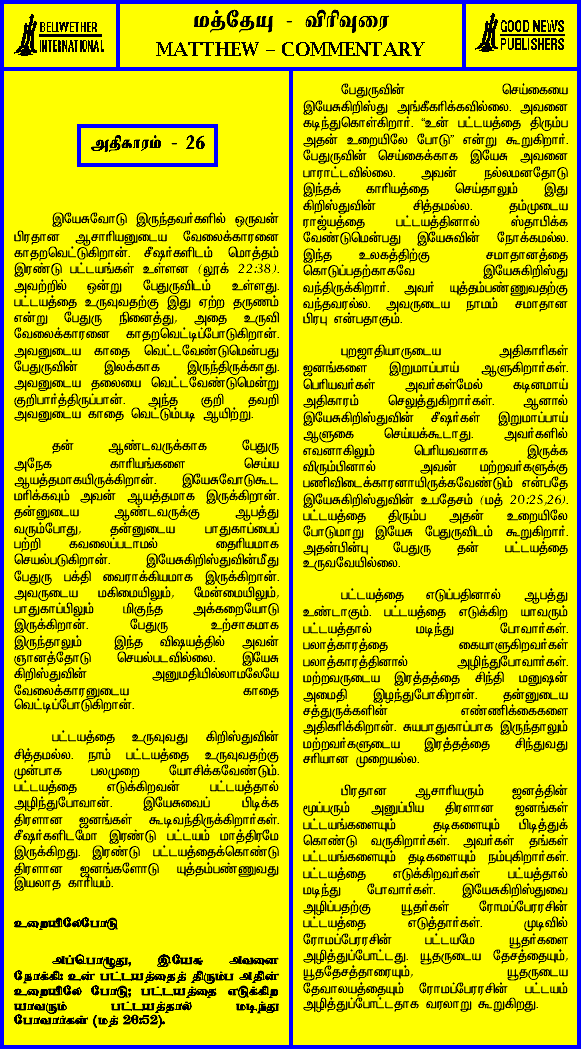 BELIWETHER
INTERNATIONAL
மத்தேயு - விரிவுரை
MATTHEW – COMMENTARY
GOOD NEWS
PUBLISHERS
அதிகாரம் - 26
இயேசுவோடு இருந்தவர்களில் ஒருவன்
பிரதான ஆசாரியனுடைய வேலைக்காரனை
காதறவெட்டுகிறான். சீஷர்களிடம் மொத்தம்
இரண்டு பட்டயங்கள் உள்ளன (லூக் 22:38).
அவற்றில் ஒன்று பேதுருவிடம் உள்ளது.
பட்டயத்தை உருவுவதற்கு இது ஏற்ற தருணம்
என்று பேதுரு நினைத்து, அதை உருவி
வேலைக்காரனை காதறவெட்டிப்போடுகிறான்.
அவனுடைய காதை வெட்டவேண்டுமென்பது
பேதுருவின் இலக்காக இருந்திருக்காது.
அவனுடைய தலையை வெட்டவேண்டுமென்று
குறிபார்த்திருப்பான். அந்த குறி தவறி
அவனுடைய காதை வெட்டும்படி ஆயிற்று.
தன் ஆண்டவருக்காக பேதுரு
அநேக காரியங்களை செய்ய
ஆயத்தமாகயிருக்கிறான். இயேசுவோடுகூட
மரிக்கவும் அவன் ஆயத்தமாக இருக்கிறான்.
தன்னுடைய ஆண்டவருக்கு ஆபத்து
வரும்போது, தன்னுடைய பாதுகாப்பைப்
பற்றி கவலைப்படாமல் தைரியமாக
செயல்படுகிறான். இயேசுகிறிஸ்துவின்மீது
பேதுரு பக்தி வைராக்கியமாக இருக்கிறான்.
அவருடைய மகிமையிலும், மேன்மையிலும்,
பாதுகாப்பிலும் மிகுந்த அக்கறையோடு
இருக்கிறான். பேதுரு உற்சாகமாக
இருந்தாலும் இந்த விஷயத்தில் அவன்
ஞானத்தோடு செயல்படவில்லை. இயேசு
கிறிஸ்துவின் அனுமதியில்லாமலேயே
வேலைக்காரனுடைய காதை
வெட்டிப்போடுகிறான்.
பட்டயத்தை உருவுவது கிறிஸ்துவின்
சித்தமல்ல. நாம் பட்டயத்தை உருவுவதற்கு
முன்பாக பலமுறை யோசிக்கவேண்டும்.
பட்டயத்தை எடுக்கிறவன் பட்டயத்தால்
அழிந்துபோவான். இயேசுவைப் பிடிக்க
திரளான ஜனங்கள் கூடிவந்திருக்கிறார்கள்.
சீஷர்களிடமோ இரண்டு பட்டயம் மாத்திரமே
இருக்கிறது. இரண்டு பட்டயத்தைக்கொண்டு
திரளான ஜனங்களோடு யுத்தம்பண்ணுவது
இயலாத காரியம்.
உறையிலேபோடு
அப்பொழுது, இயேசு அவனை
நோக்கி: உன் பட்டயத்தைத் திரும்ப அதின்
உறையிலே போடு; பட்டயத்தை எடுக்கிற
யாவரும் பட்டயத்தால் மடிந்து
போவார்கள் (மத் 26:52).
பேதுருவின் செய்கையை
இயேசுகிறிஸ்து அங்கீகரிக்கவில்லை. அவனை
கடிந்துகொள்கிறார். “உன் பட்டயத்தை திரும்ப
அதன் உறையிலே போடு” என்று கூறுகிறார்.
பேதுருவின் செய்கைக்காக இயேசு அவனை
பாராட்டவில்லை. அவன் நல்லமனதோடு
இந்தக் காரியத்தை செய்தாலும் இது
கிறிஸ்துவின் சித்தமல்ல. தம்முடைய
ராஜ்யத்தை பட்டயத்தினால் ஸ்தாபிக்க
வேண்டுமென்பது இயேசுவின் நோக்கமல்ல.
இந்த உலகத்திற்கு சமாதானத்தை
கொடுப்பதற்காகவே இயேசுகிறிஸ்து
வந்திருக்கிறார். அவர் யுத்தம்பண்ணுவதற்கு
வந்தவரல்ல. அவருடைய நாமம் சமாதான
பிரபு என்பதாகும்.
புறஜாதியாருடைய அதிகாரிகள்
ஜனங்களை இறுமாப்பாய் ஆளுகிறார்கள்.
பெரியவர்கள் அவர்கள்மேல் கடினமாய்
அதிகாரம் செலுத்துகிறார்கள். ஆனால்
இயேசுகிறிஸ்துவின் சீஷர்கள் இறுமாப்பாய்
ஆளுகை செய்யக்கூடாது. அவர்களில்
எவனாகிலும் பெரியவனாக இருக்க
விரும்பினால் அவன் மற்றவர்களுக்கு
பணிவிடைக்காரனாயிருக்கவேண்டும் என்பதே
இயேசுகிறிஸ்துவின் உபதேசம் (மத் 20:25,26).
பட்டயத்தை திரும்ப அதன் உறையிலே
போடுமாறு இயேசு பேதுருவிடம் கூறுகிறார்.
அதன்பின்பு பேதுரு தன் பட்டயத்தை
உருவவேயில்லை.
பட்டயத்தை எடுப்பதினால் ஆபத்து
உண்டாகும். பட்டயத்தை எடுக்கிற யாவரும்
பட்டயத்தால் மடிந்து போவார்கள்.
பலாத்காரத்தை கையாளுகிறவர்கள்
பலாத்காரத்தினால் அழிந்துபோவார்கள்.
மற்றவருடைய இரத்தத்தை சிந்தி மனுஷன்
அமைதி இழந்துபோகிறான். தன்னுடைய
சத்துருக்களின் எண்ணிக்கைகளை
அதிகரிக்கிறான். சுயபாதுகாப்பாக இருந்தாலும்
மற்றவர்களுடைய இரத்தத்தை சிந்துவது
சரியான முறையல்ல.
பிரதான ஆசாரியரும் ஜனத்தின்
மூப்பரும் அனுப்பிய திரளான ஜனங்கள்
பட்டயங்களையும் தடிகளையும் பிடித்துக்
கொண்டு வருகிறார்கள். அவர்கள் தங்கள்
பட்டயங்களையும் தடிகளையும் நம்புகிறார்கள்.
பட்டயத்தை எடுக்கிறவர்கள் பட்யத்தால்
மடிந்து போவார்கள். இயேசுகிறிஸ்துவை
அழிப்பதற்கு யூதர்கள் ரோமப்பேரரசின்
பட்டயத்தை எடுத்தார்கள். முடிவில்
ரோமப்பேரரசின் பட்டயமே யூதர்களை
அழித்துப்போட்டது. யூதருடைய தேசத்தையும்,
யூததேசத்தாரையும், யூதருடைய
தேவாலயத்தையும் ரோமப்பேரரசின் பட்டயம்
அழித்துப்போட்டதாக வரலாறு கூறுகிறது.